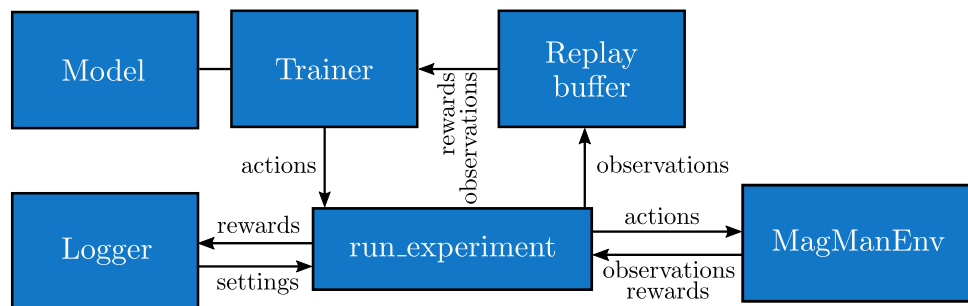 Model
Trainer
Replay
buffer
rewards
observations
actions
observations
Logger
rewards
settings
run_experiment
actions
observations
rewards
MagManEnv